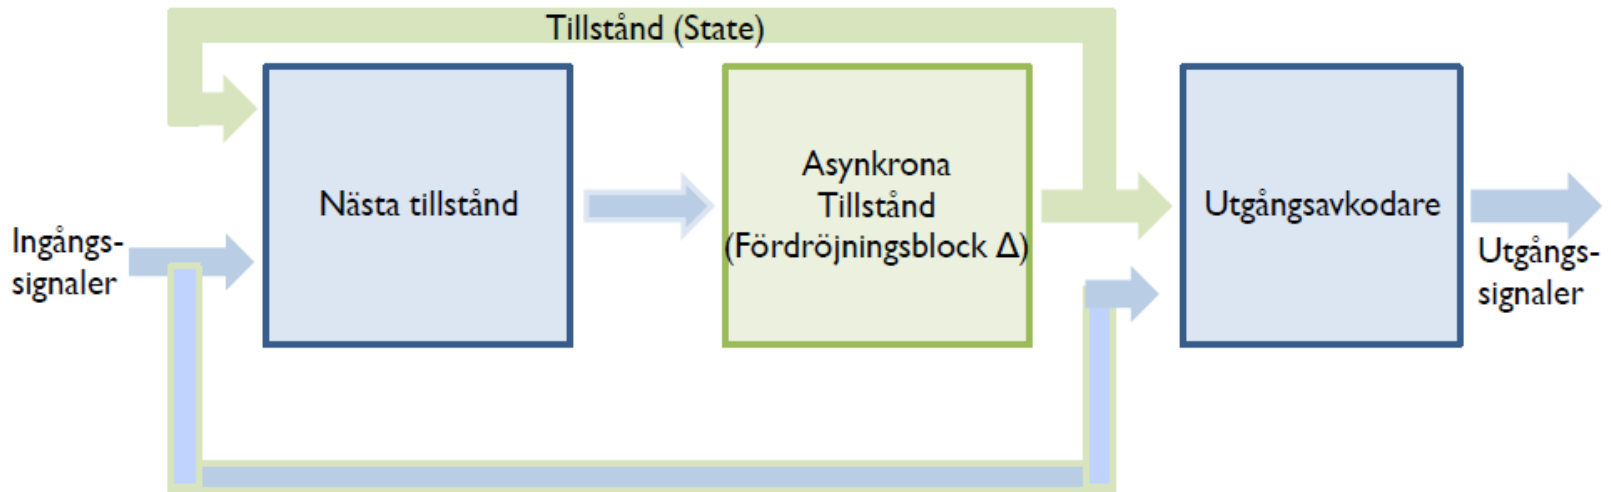 Tillstånd (State)
Ingångs-
signaler
Nästa tillstånd
Asynkrona
Tillstånd
(Fördröjningsblock Δ)
Utgångsavkodare
Utgångs-
signaler